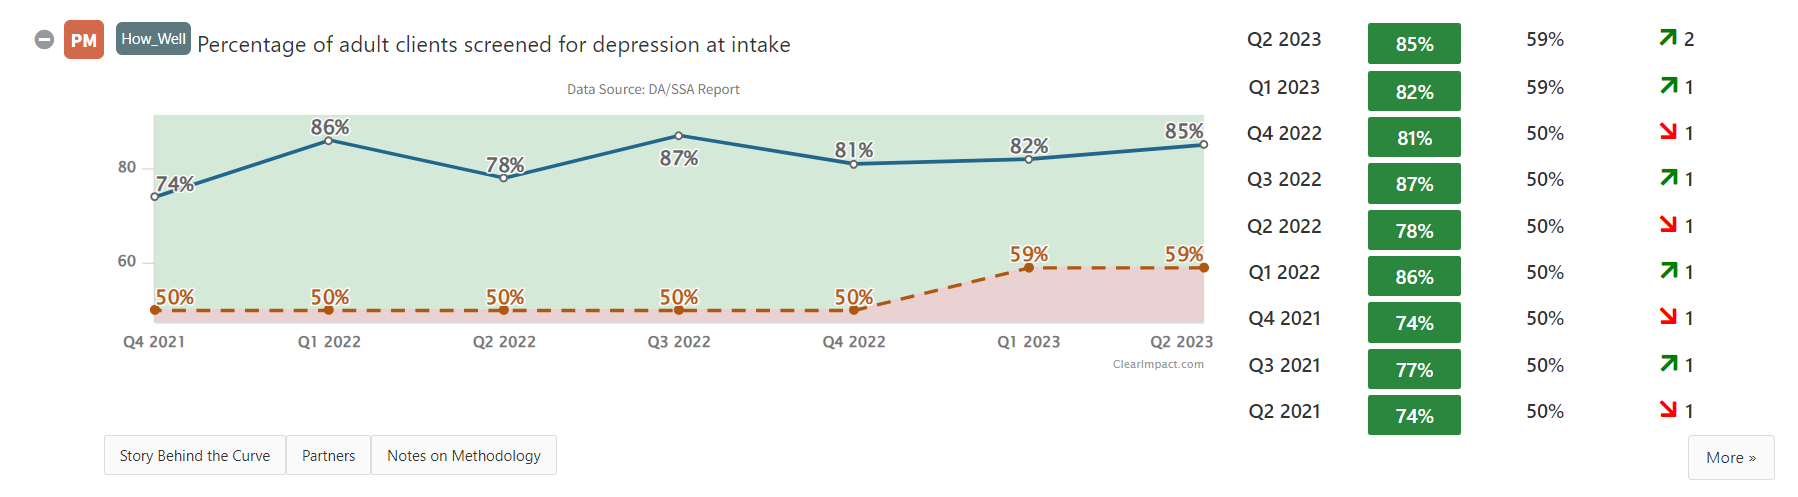 PM How_Well Percentage of adult clients screened for depression at intake
Data Source: DA/SSA Report
80
60
74%
86%
78%
87%
81%
82%
85%
50%
50%
50%
50%
50%
59%
59%
Q4 2021 Q1 2022 Q2 2022 Q3 2022 Q4 2022 Q1 2023 Q2 2023
ClearImpact.com
Q2 2023 85% 59% 2
Q1 2023 82% 59% 1
Q4 2022 81% 50% 1
Q3 2022 87% 50% 1
Q2 2022 78% 50% 1
Q1 2022 86% 50% 1
Q4 2021 74% 50% 1
Q3 2021 77% 50% 1
Q2 2021 74% 50% 1
Story Behind the Curve Partners Notes on Methodology
More »